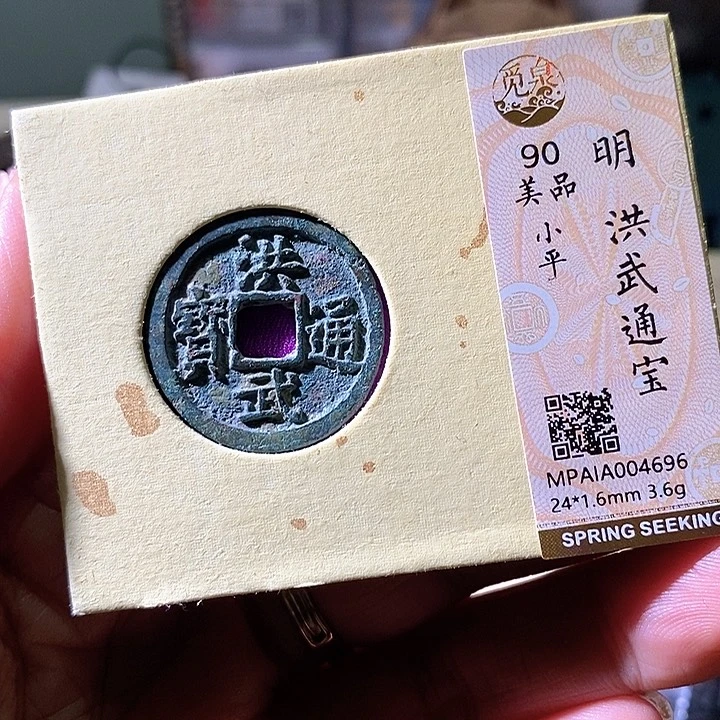 洪武通寶
觅泉
90
美品
小平
明
洪武通宝
MPAIA004696
24*1.6mm 3.6g
SPRING SEEKING